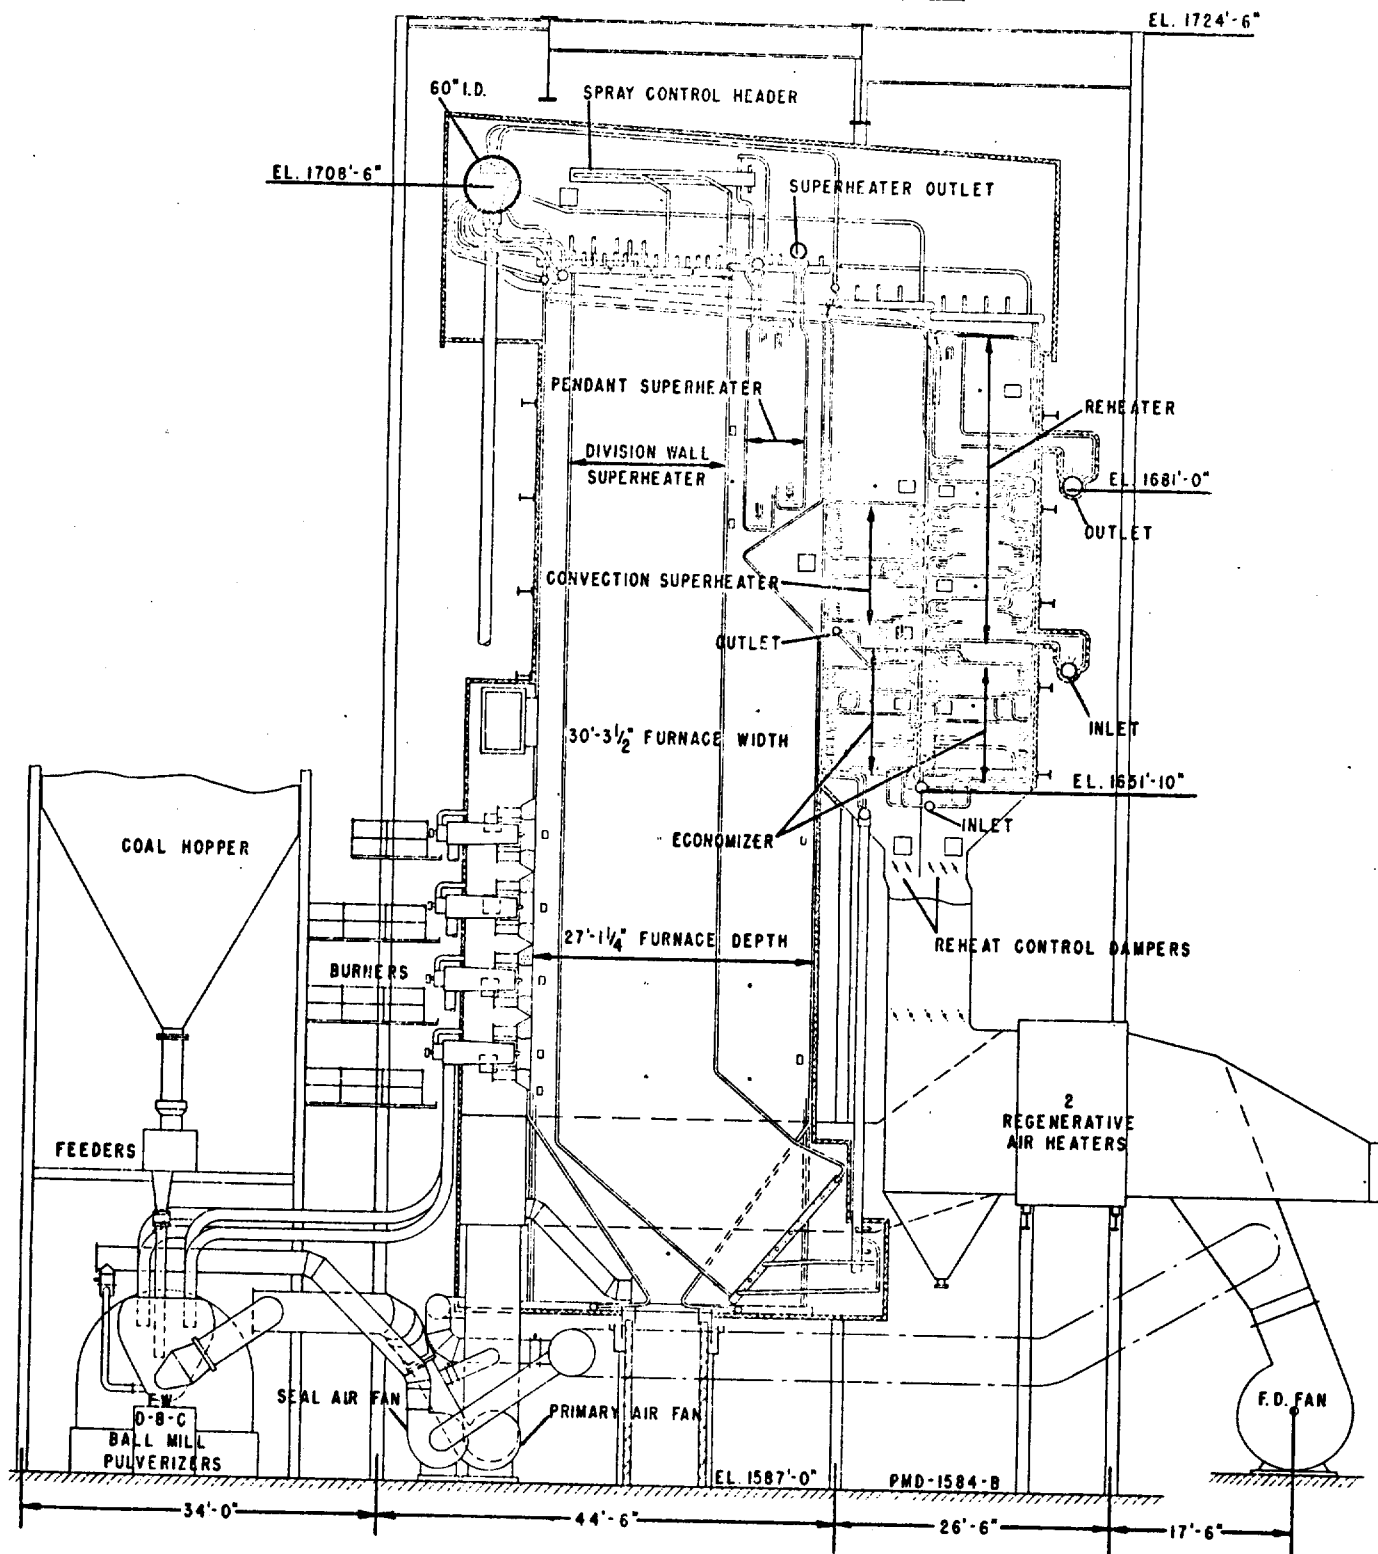 EL. 1724'-6"
60" I.D.
SPRAY CONTROL HEADER
EL. 1708'-6"
SUPERHEATER OUTLET
PENDANT SUPERHEATER
REHEATER
DIVISION WALL
SUPERHEATER
EL. 1681'-0"
OUTLET
CONVECTION SUPERHEATER
OUTLET
INLET
30'-3 1/2" FURNACE WIDTH
EL. 1651'-10"
INLET
ECONOMIZER
COAL HOPPER
27'-1 1/4" FURNACE DEPTH
REHEAT CONTROL DAMPERS
BURNERS
2
REGENERATIVE
AIR HEATERS
FEEDERS
SEAL AIR FAN
PRIMARY AIR FAN
F.D. FAN
F.W.
D-B-C
BALL MILL
PULVERIZERS
EL. 1587'-0"
PMD-1584-B
34'-0"
44'-6"
26'-6"
17'-6"